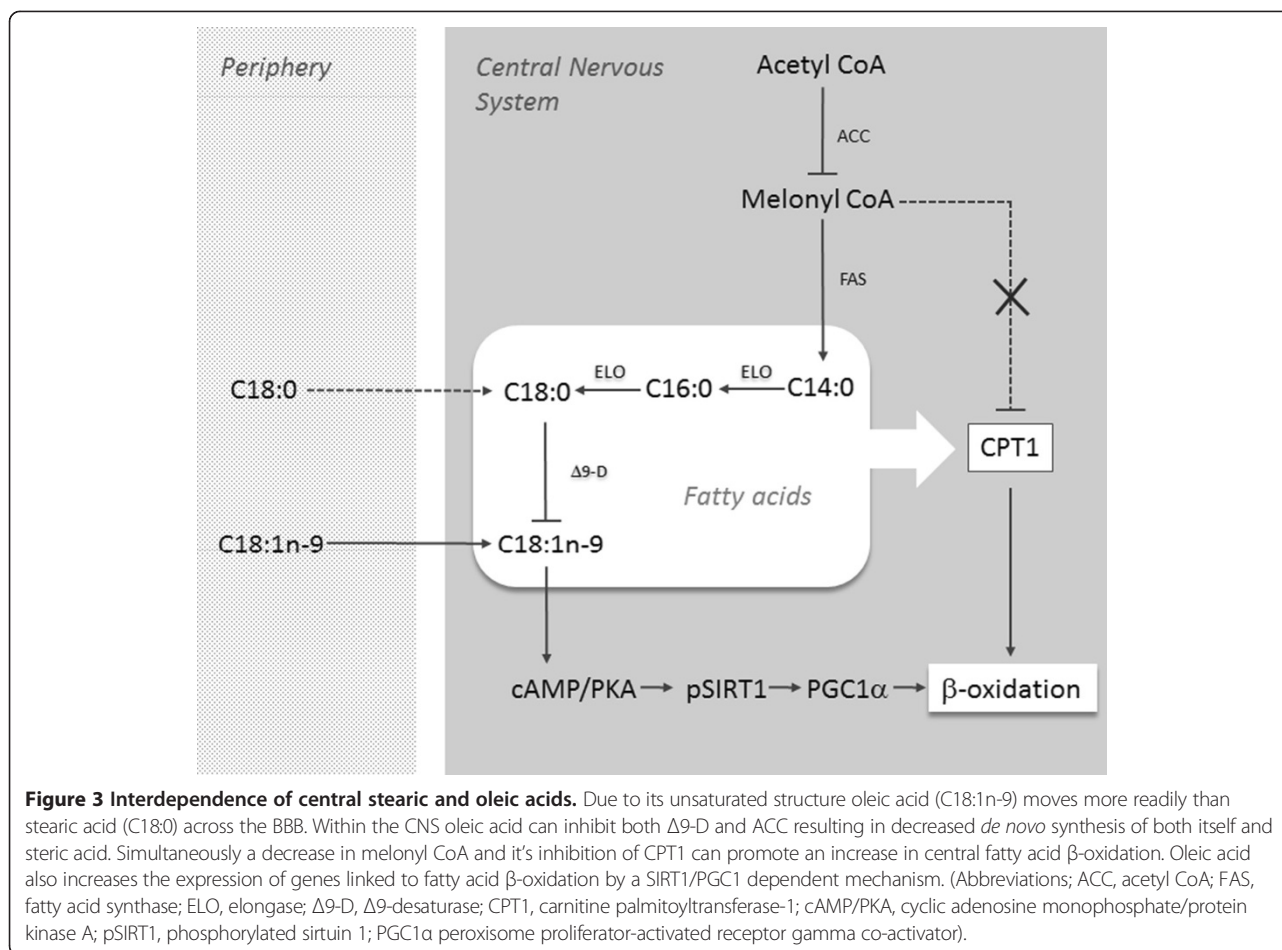 Periphery
Central Nervous
System
Acetyl CoA
ACC
Melonyl CoA
FAS
C18:0
C18:0
ELO
C16:0
ELO
C14:0
CPT1
Δ9-D
Fatty acids
C18:1n-9
C18:1n-9
cAMP/PKA
pSIRT1
PGC1α
β-oxidation
Figure 3 Interdependence of central stearic and oleic acids. Due to its unsaturated structure oleic acid (C18:1n-9) moves more readily than
stearic acid (C18:0) across the BBB. Within the CNS oleic acid can inhibit both Δ9-D and ACC resulting in decreased de novo synthesis of both itself and
steric acid. Simultaneously a decrease in melonyl CoA and it's inhibition of CPT1 can promote an increase in central fatty acid β-oxidation. Oleic acid
also increases the expression of genes linked to fatty acid β-oxidation by a SIRT1/PGC1 dependent mechanism. (Abbreviations; ACC, acetyl CoA; FAS,
fatty acid synthase; ELO, elongase; Δ9-D, Δ9-desaturase; CPT1, carnitine palmitoyltransferase-1; cAMP/PKA, cyclic adenosine monophosphate/protein
kinase A; pSIRT1, phosphorylated sirtuin 1; PGC1α peroxisome proliferator-activated receptor gamma co-activator).